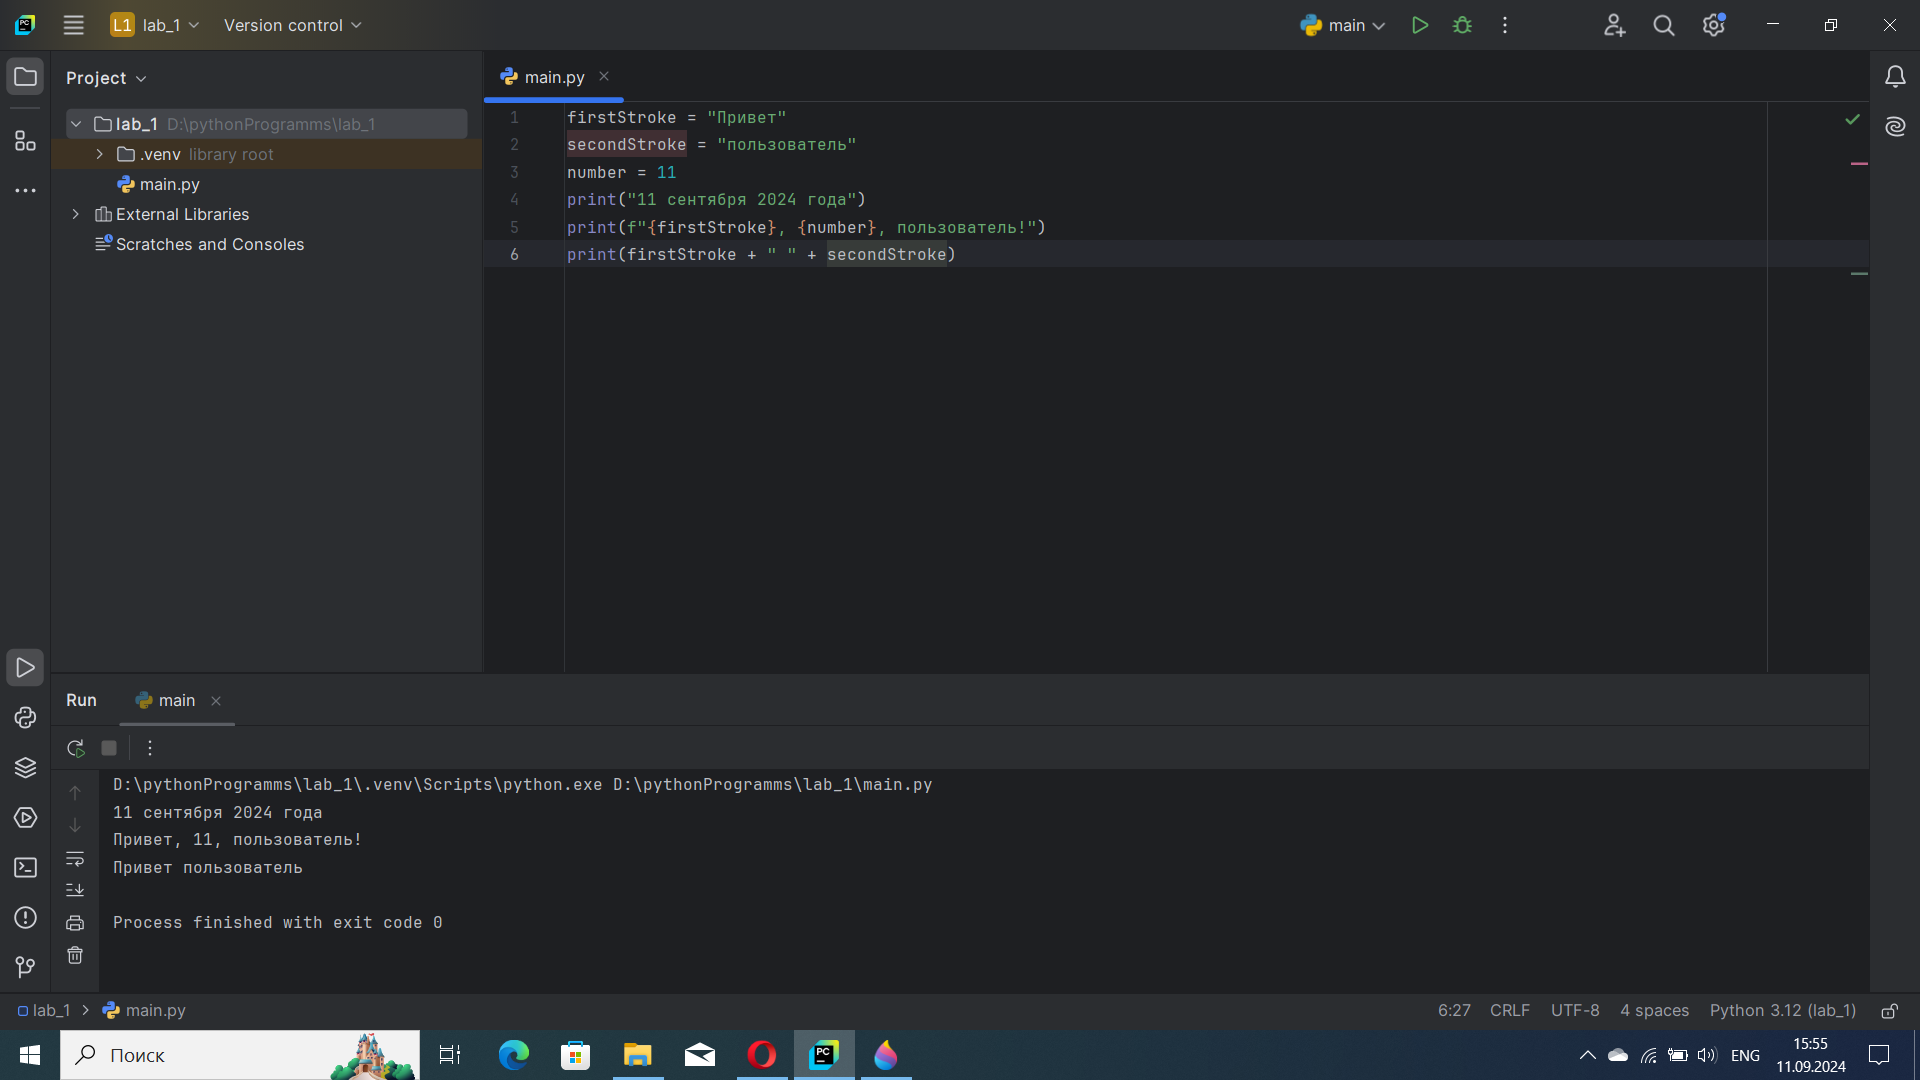 L1 lab_1 Version control main
Project
main.py
lab_1 D:\pythonProgramms\lab_1
.venv library root
main.py
External Libraries
Scratches and Consoles
1 firstStroke = "Привет"
2 secondStroke = "пользователь"
3 number = 11
4 print("11 сентября 2024 года")
5 print(f"{firstStroke}, {number}, пользователь!")
6 print(firstStroke + " " + secondStroke)
Run main
D:\pythonProgramms\lab_1\.venv\Scripts\python.exe D:\pythonProgramms\lab_1\main.py
11 сентября 2024 года
Привет, 11, пользователь!
Привет пользователь
Process finished with exit code 0
lab_1 main.py
6:27 CRLF UTF-8 4 spaces Python 3.12 (lab_1)
Поиск
PC
ENG
15:55
11.09.2024